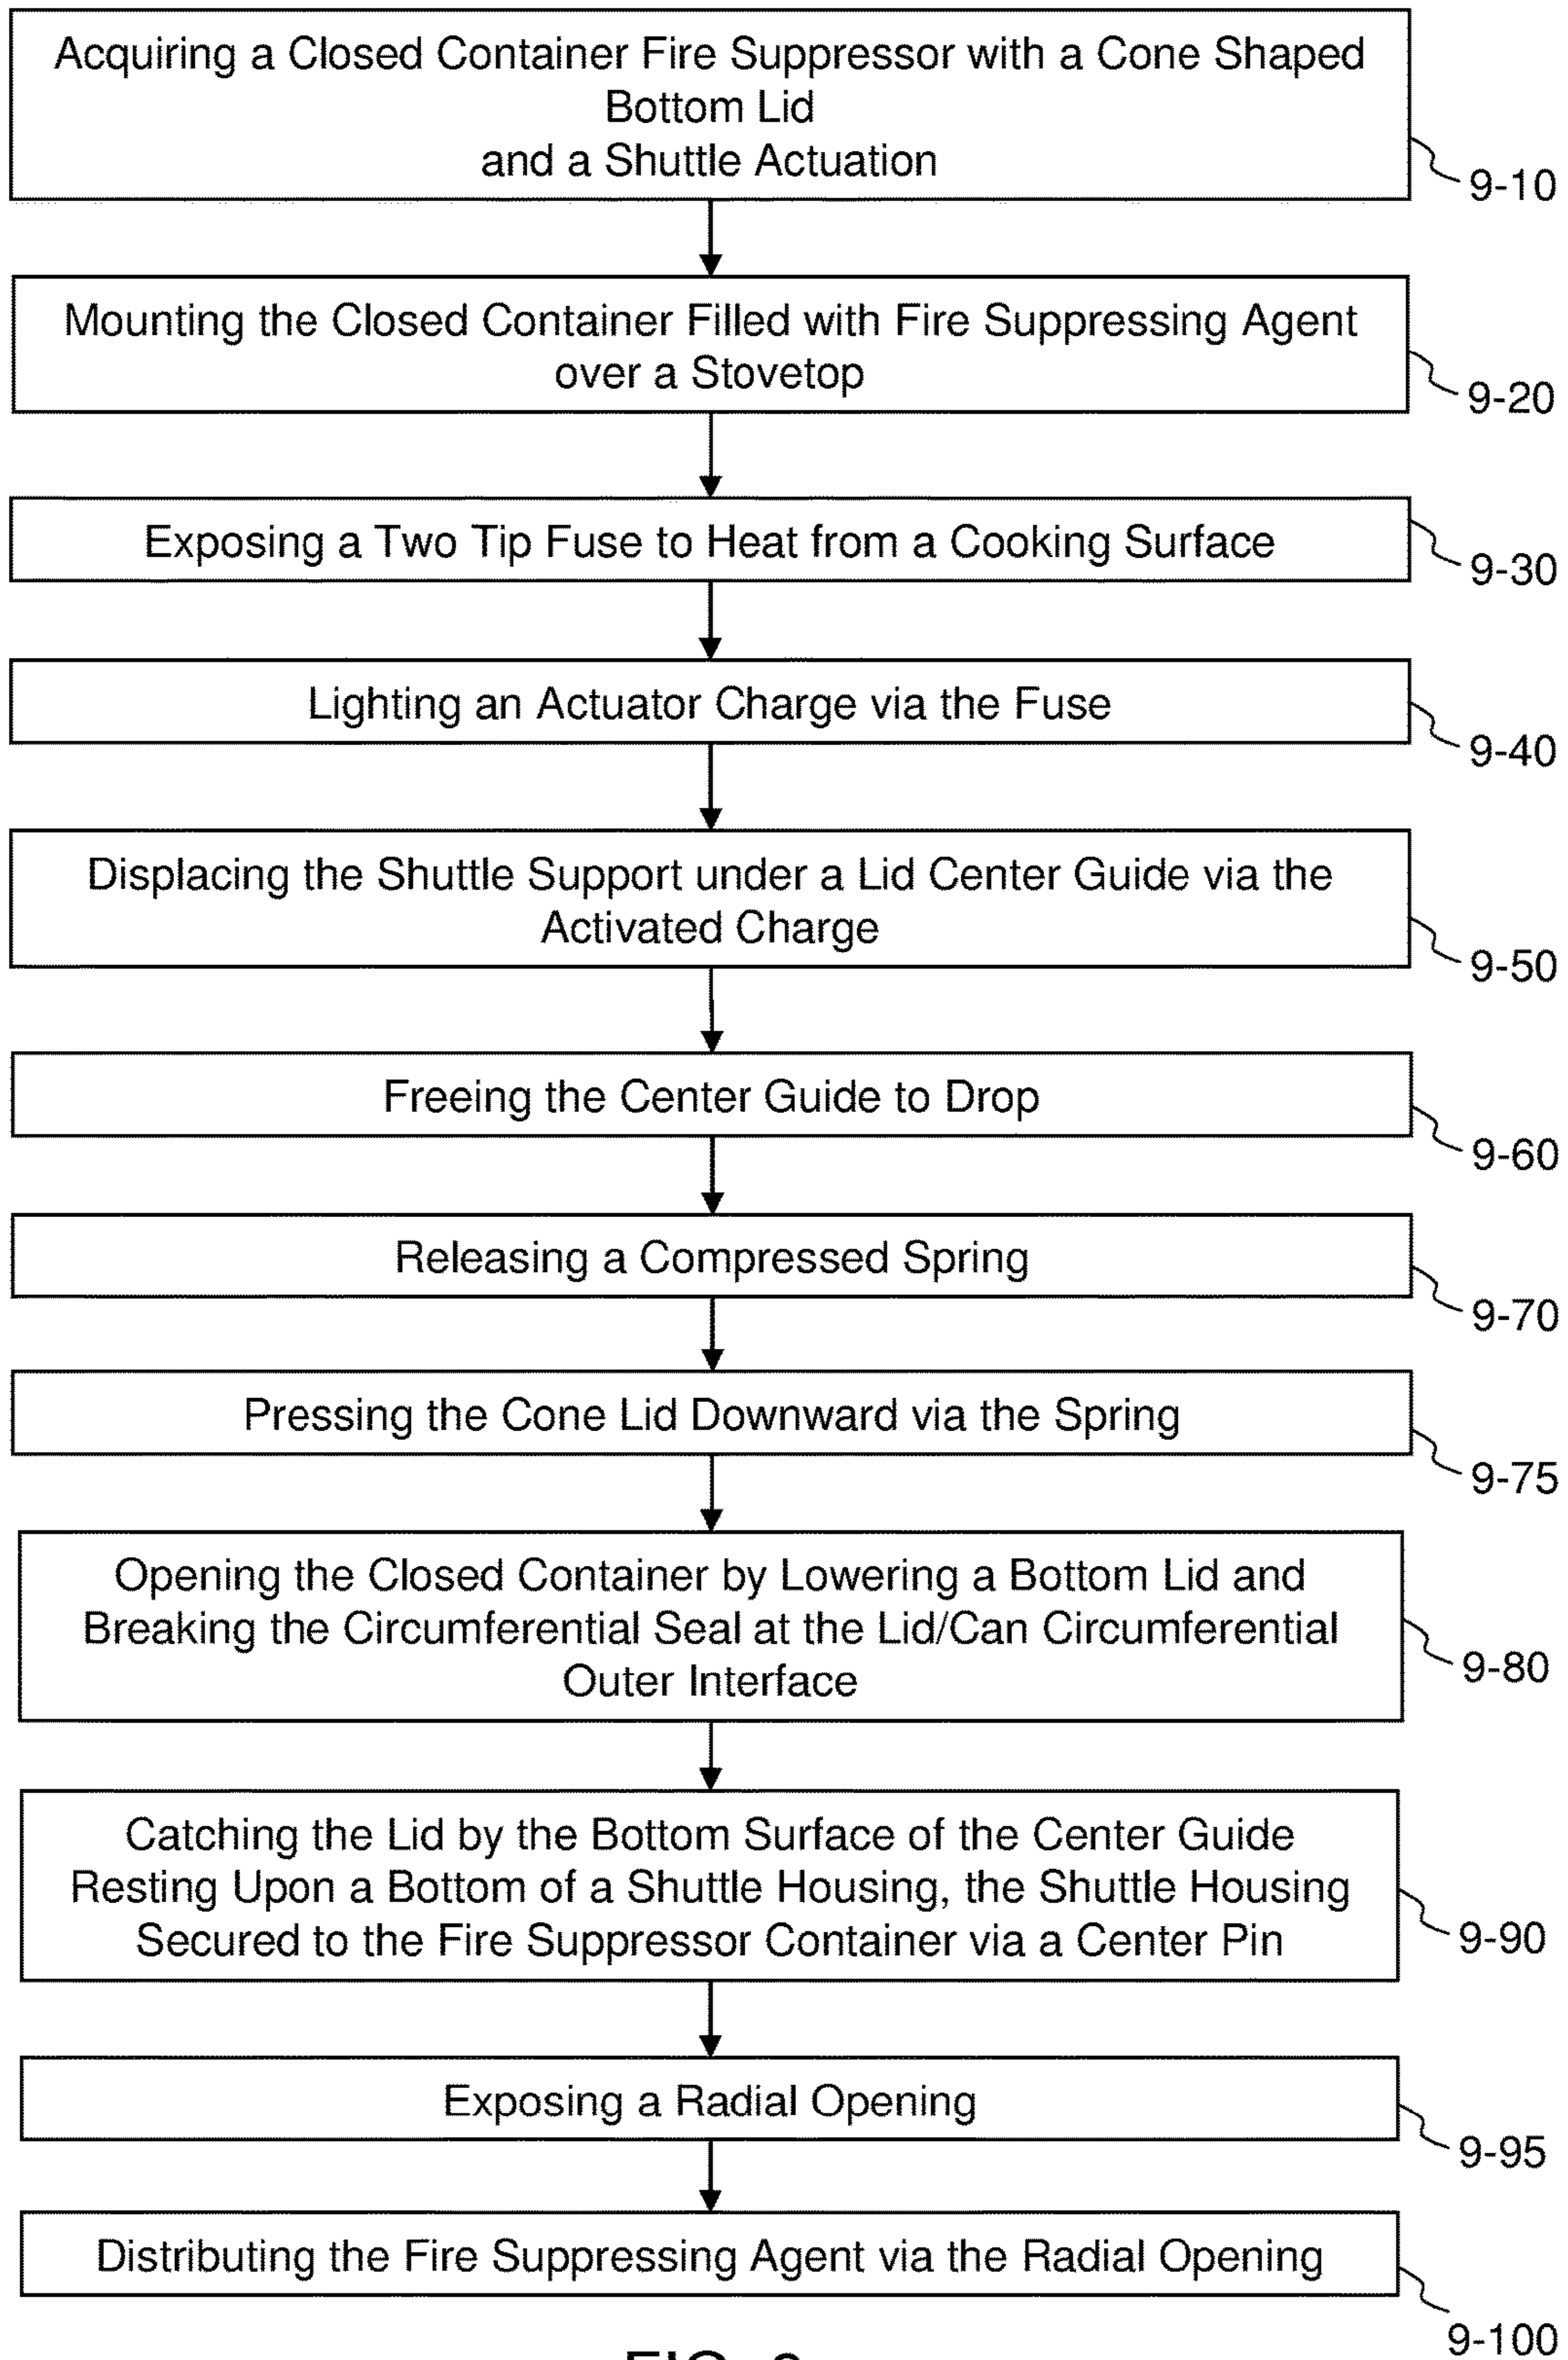 Acquiring a Closed Container Fire Suppressor with a Cone Shaped
Bottom Lid
and a Shuttle Actuation
9-10
Mounting the Closed Container Filled with Fire Suppressing Agent
over a Stovetop
9-20
Exposing a Two Tip Fuse to Heat from a Cooking Surface
9-30
Lighting an Actuator Charge via the Fuse
9-40
Displacing the Shuttle Support under a Lid Center Guide via the
Activated Charge
9-50
Freeing the Center Guide to Drop
9-60
Releasing a Compressed Spring
9-70
Pressing the Cone Lid Downward via the Spring
9-75
Opening the Closed Container by Lowering a Bottom Lid and
Breaking the Circumferential Seal at the Lid/Can Circumferential
Outer Interface
9-80
Catching the Lid by the Bottom Surface of the Center Guide
Resting Upon a Bottom of a Shuttle Housing, the Shuttle Housing
Secured to the Fire Suppressor Container via a Center Pin
9-90
Exposing a Radial Opening
9-95
Distributing the Fire Suppressing Agent via the Radial Opening
9-100